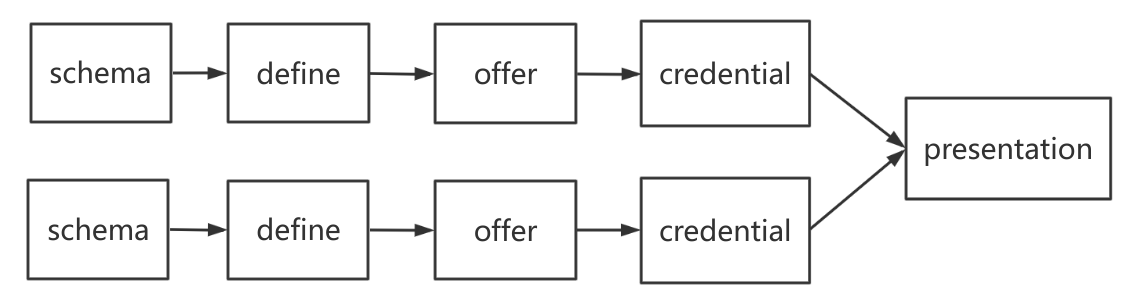 schema
define
offer
credential
presentation
schema
define
offer
credential